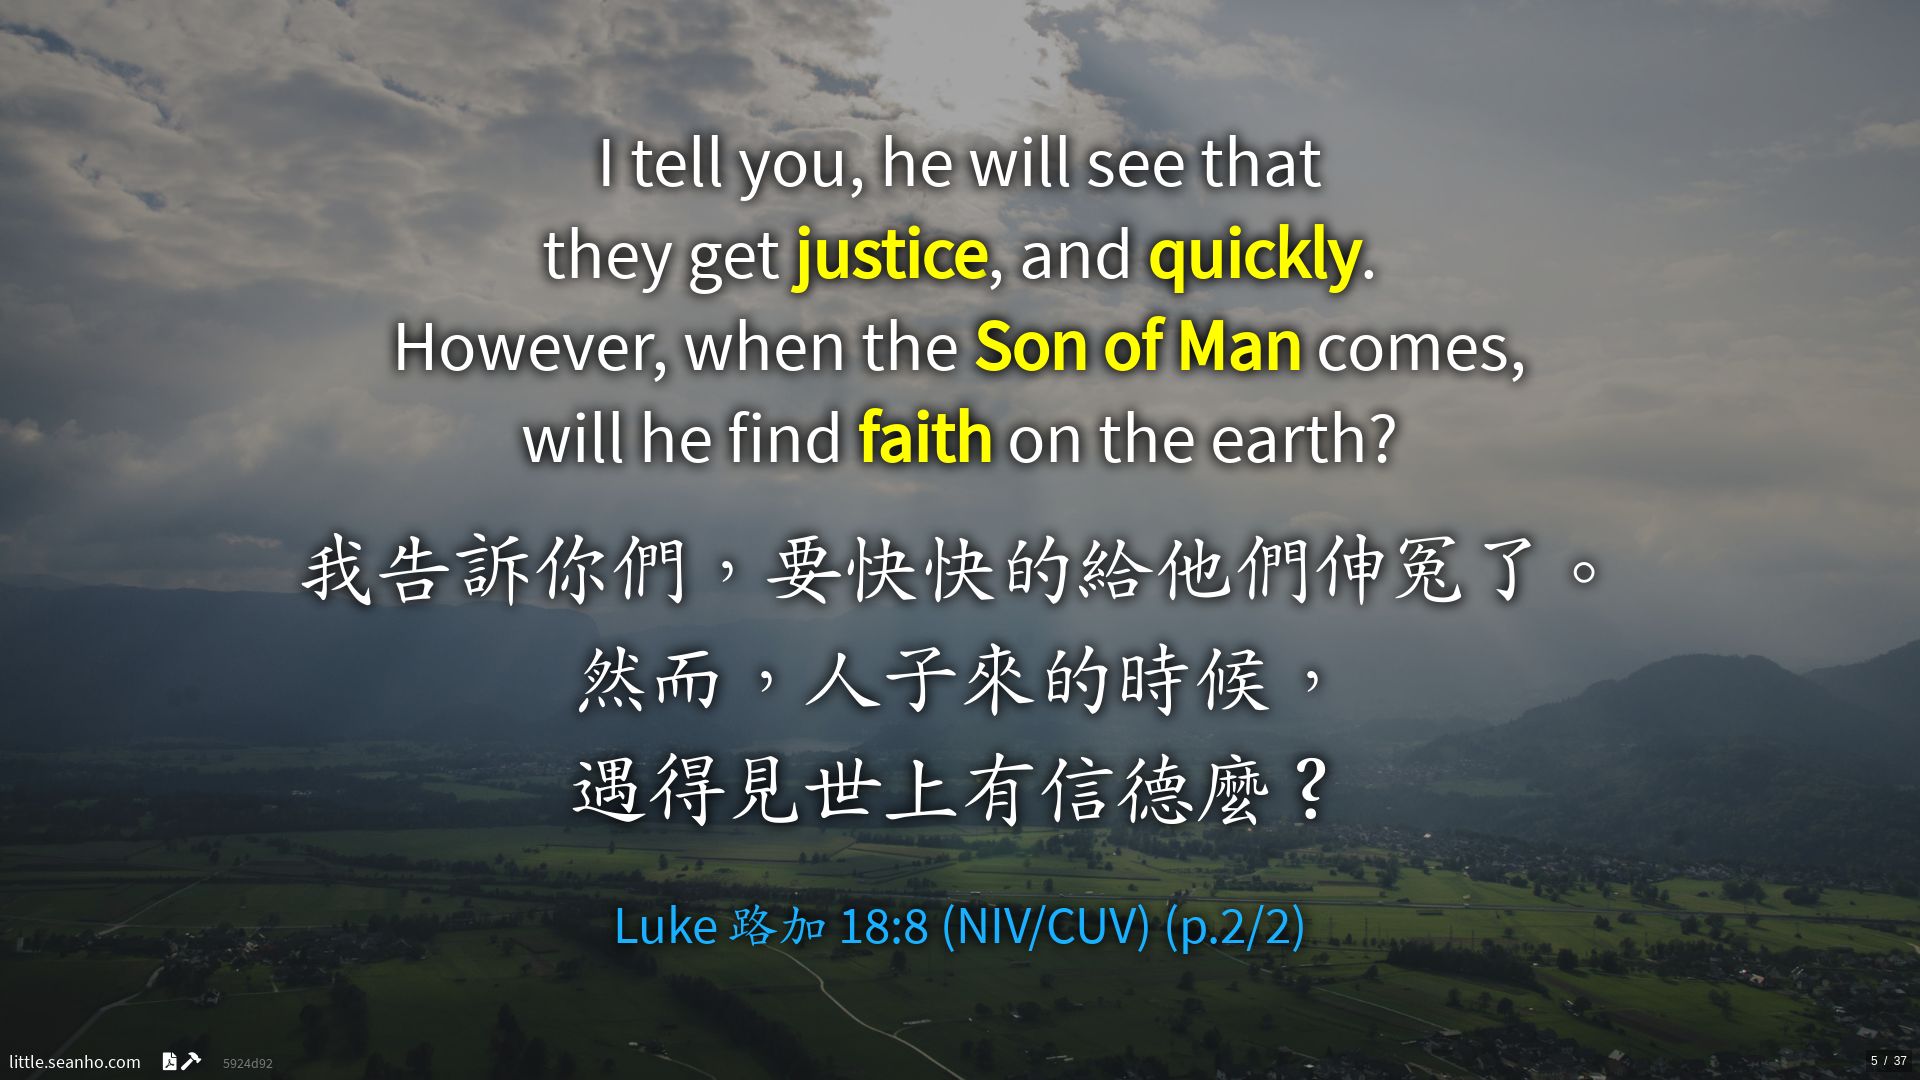 I tell you, he will see that
they get justice, and quickly.
However, when the Son of Man comes,
will he find faith on the earth?
我告訴你們，要快快的給他們伸冤了。
然而，人子來的時候，
遇得見世上有信德麼？
Luke 路加 18:8 (NIV/CUV) (p.2/2)
little.seanho.com 5924d92
5 / 37